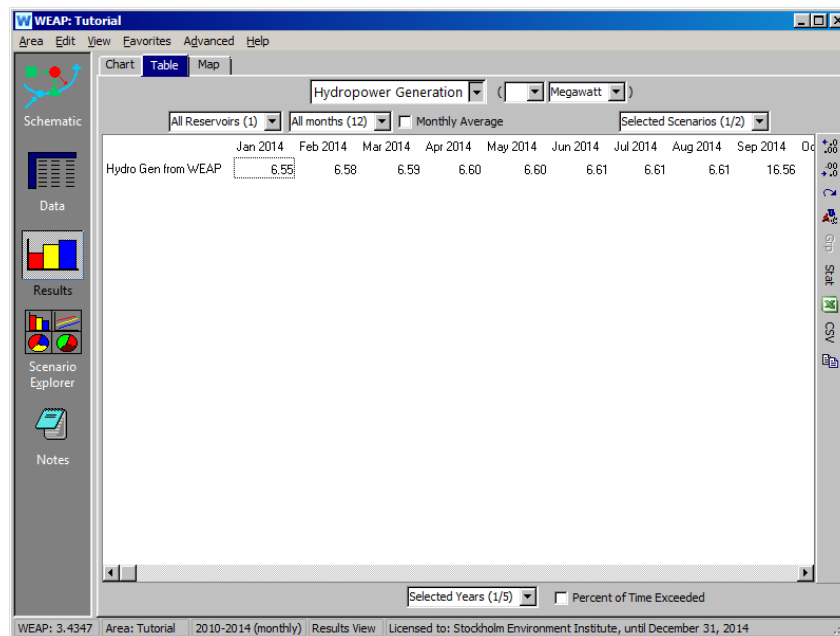 WEAP: Tutorial
Area Edit View Favorites Advanced Help
Chart Table Map
Hydropower Generation ( Megawatt )
All Reservoirs (1) All months (12) Monthly Average Selected Scenarios (1/2)
Jan 2014 Feb 2014 Mar 2014 Apr 2014 May 2014 Jun 2014 Jul 2014 Aug 2014 Sep 2014 Oc
Hydro Gen from WEAP 6.55 6.58 6.59 6.60 6.60 6.61 6.61 6.61 16.56
Schematic
Data
Results
Scenario
Explorer
Notes
Grp
Stat
CSV
Selected Years (1/5) Percent of Time Exceeded
WEAP: 3.4347 Area: Tutorial 2010-2014 (monthly) Results View Licensed to: Stockholm Environment Institute, until December 31, 2014